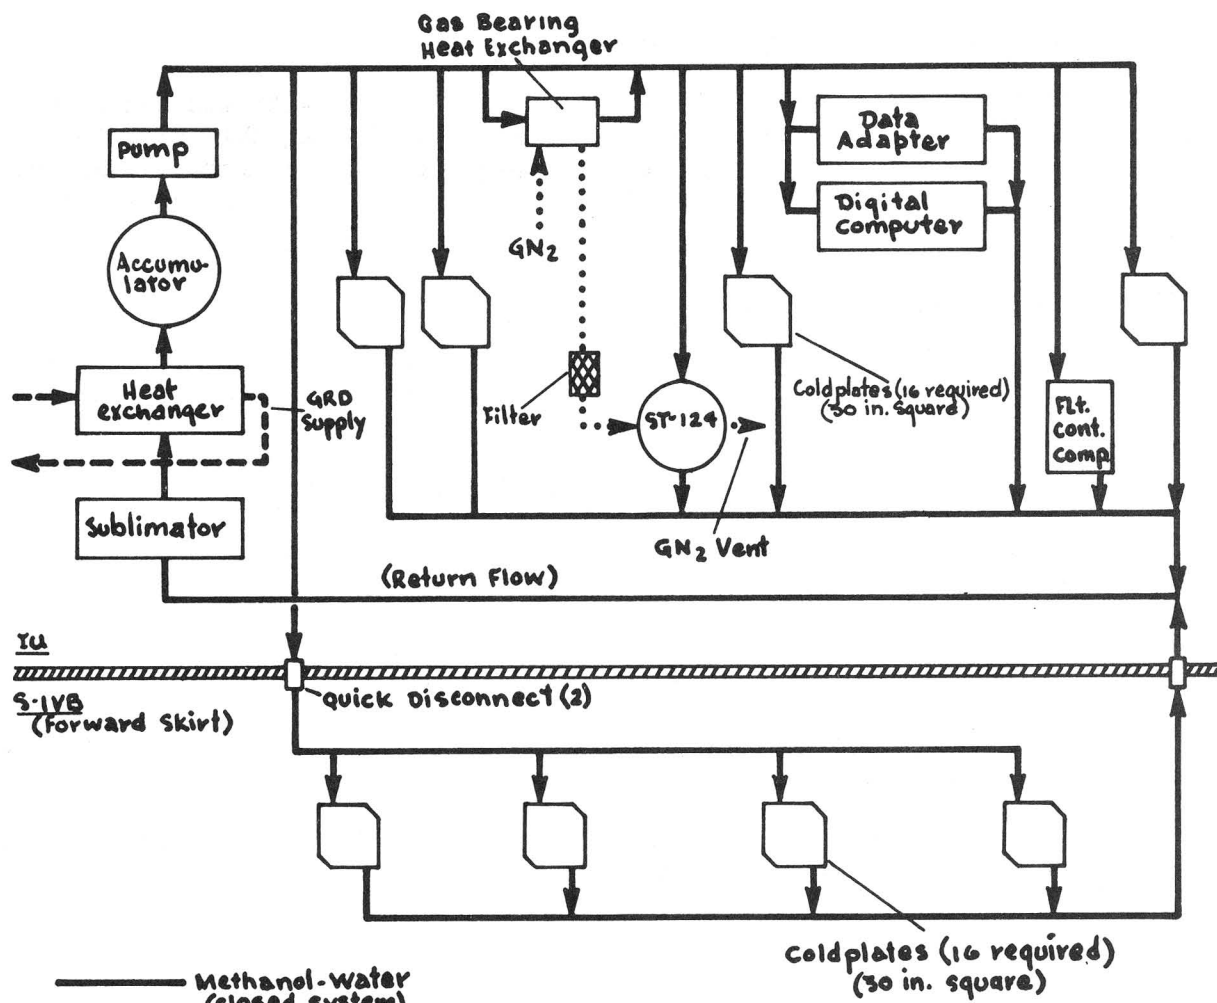 Gas Bearing
Heat Exchanger
Pump
Data
Adapter
Digital
Computer
GN2
Accumu-
lator
Heat
exchanger
GRD
Supply
Filter
ST-124
Coldplates (16 required)
(30 in. square)
Flt.
cont.
comp
Sublimator
GN2 Vent
(Return Flow)
IU
S-IVB
(Forward Skirt)
Quick Disconnect (2)
Coldplates (16 required)
(30 in. square)
Methanol-Water
(closed system)